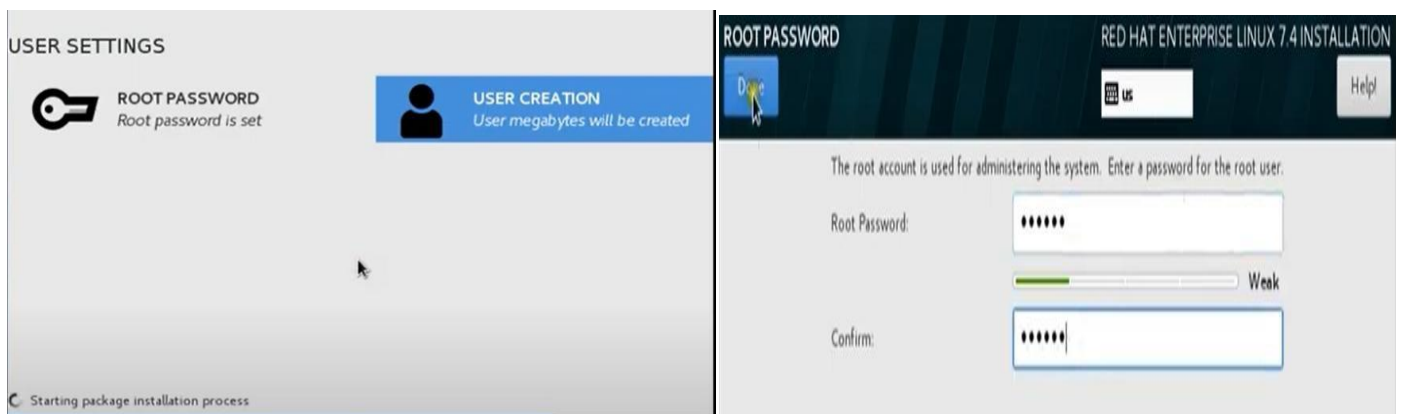 USER SETTINGS
ROOT PASSWORD
Root password is set
USER CREATION
User megabytes will be created
Starting package installation process
ROOT PASSWORD
RED HAT ENTERPRISE LINUX 7.4 INSTALLATION
Done
us
Help!
The root account is used for administering the system. Enter a password for the root user.
Root Password:
••••••
Weak
Confirm:
••••••